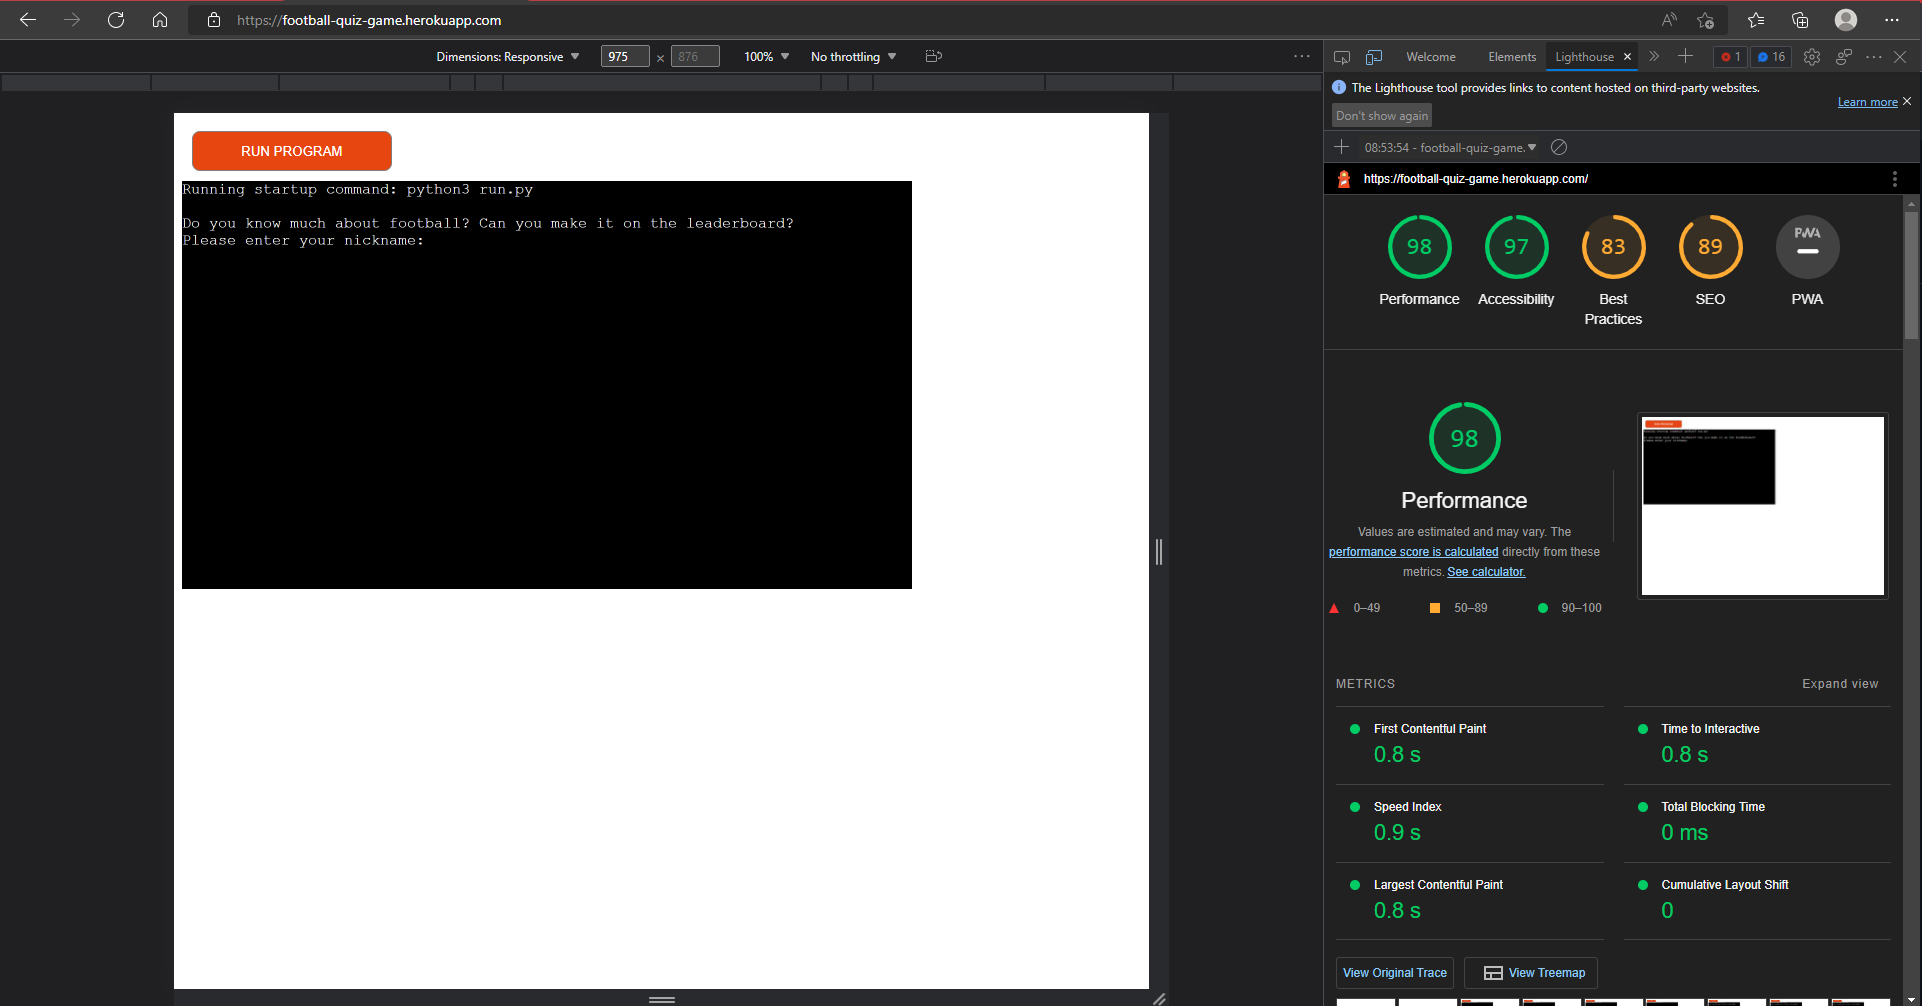 https://football-quiz-game.herokuapp.com
Dimensions: Responsive 975 × 876 100% No throttling
Welcome Elements Lighthouse 1 16
The Lighthouse tool provides links to content hosted on third-party websites.
Learn more
Don't show again
08:53:54 - football-quiz-game.
https://football-quiz-game.herokuapp.com/
RUN PROGRAM
Running startup command: python3 run.py
Do you know much about football? Can you make it on the leaderboard?
Please enter your nickname:
98 97 83 89 PWA
Performance Accessibility Best Practices SEO PWA
98
Performance
Values are estimated and may vary. The
performance score is calculated directly from these
metrics. See calculator.
0–49 50–89 90–100
METRICS Expand view
First Contentful Paint
0.8 s
Time to Interactive
0.8 s
Speed Index
0.9 s
Total Blocking Time
0 ms
Largest Contentful Paint
0.8 s
Cumulative Layout Shift
0
View Original Trace View Treemap